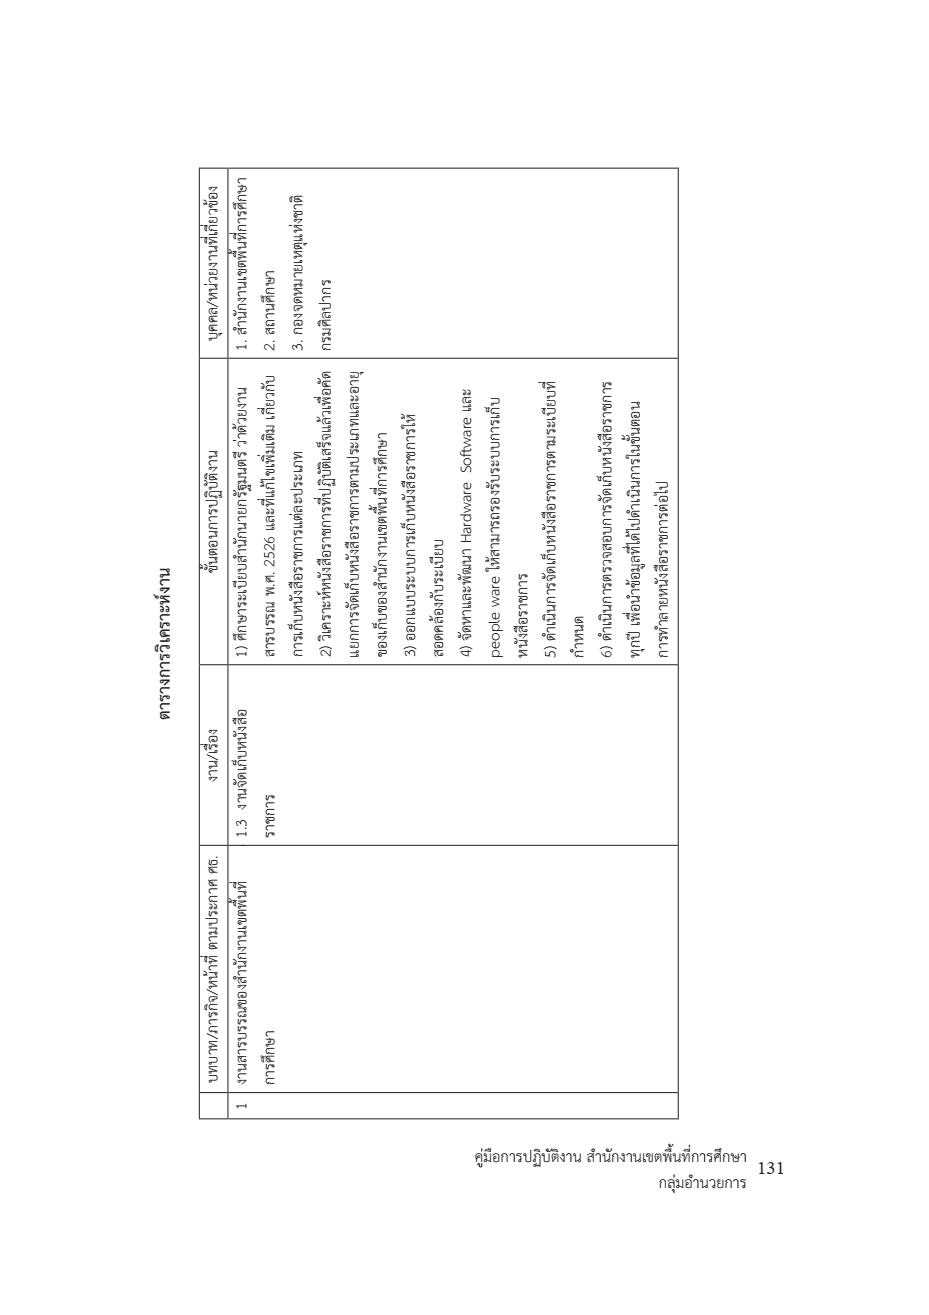 ตารางการวิเคราะห์งาน
บทบาท/ภารกิจ/หน้าที่ ตามประกาศ ศธ.
งาน/เรื่อง
ขั้นตอนการปฏิบัติงาน
บุคคล/หน่วยงานที่เกี่ยวข้อง
1
งานสารบรรณของสำนักงานเขตพื้นที่
การศึกษา
1.3 งานจัดเก็บหนังสือ
ราชการ
1) ศึกษาระเบียบสำนักนายกรัฐมนตรี ว่าด้วยงาน
สารบรรณ พ.ศ. 2526 และที่แก้ไขเพิ่มเติม เกี่ยวกับ
การเก็บหนังสือราชการแต่ละประเภท
2) วิเคราะห์หนังสือราชการที่ปฏิบัติเสร็จแล้วเพื่อคัด
แยกการจัดเก็บหนังสือราชการตามประเภทและอายุ
ของเก็บของสำนักงานเขตพื้นที่การศึกษา
3) ออกแบบระบบการเก็บหนังสือราชการให้
สอดคล้องกับระเบียบ
4) จัดหาและพัฒนา Hardware Software และ
people ware ให้สามารถรองรับระบบการเก็บ
หนังสือราชการ
5) ดำเนินการจัดเก็บหนังสือราชการตามระเบียบที่
กำหนด
6) ดำเนินการตรวจสอบการจัดเก็บหนังสือราชการ
ทุกปี เพื่อนำข้อมูลที่ได้ไปดำเนินการในขั้นตอน
การทำลายหนังสือราชการต่อไป
1. สำนักงานเขตพื้นที่การศึกษา
2. สถานศึกษา
3. กองจดหมายเหตุแห่งชาติ
กรมศิลปากร
คู่มือการปฏิบัติงาน สำนักงานเขตพื้นที่การศึกษา
กลุ่มอำนวยการ
131